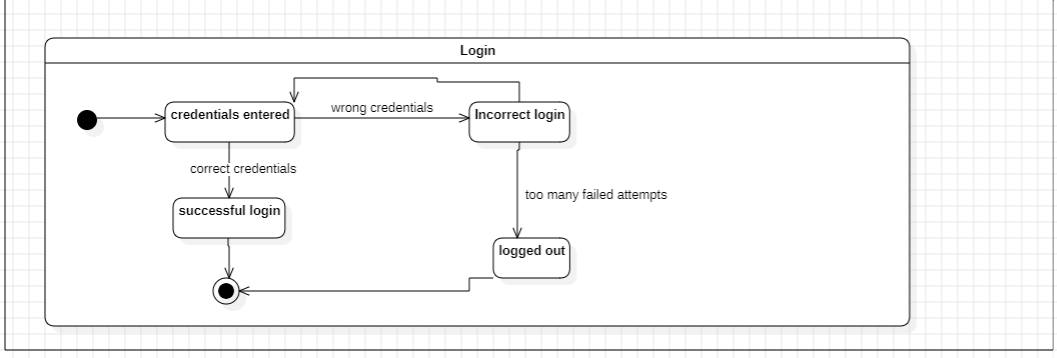 Login
credentials entered
wrong credentials
Incorrect login
correct credentials
too many failed attempts
successful login
logged out